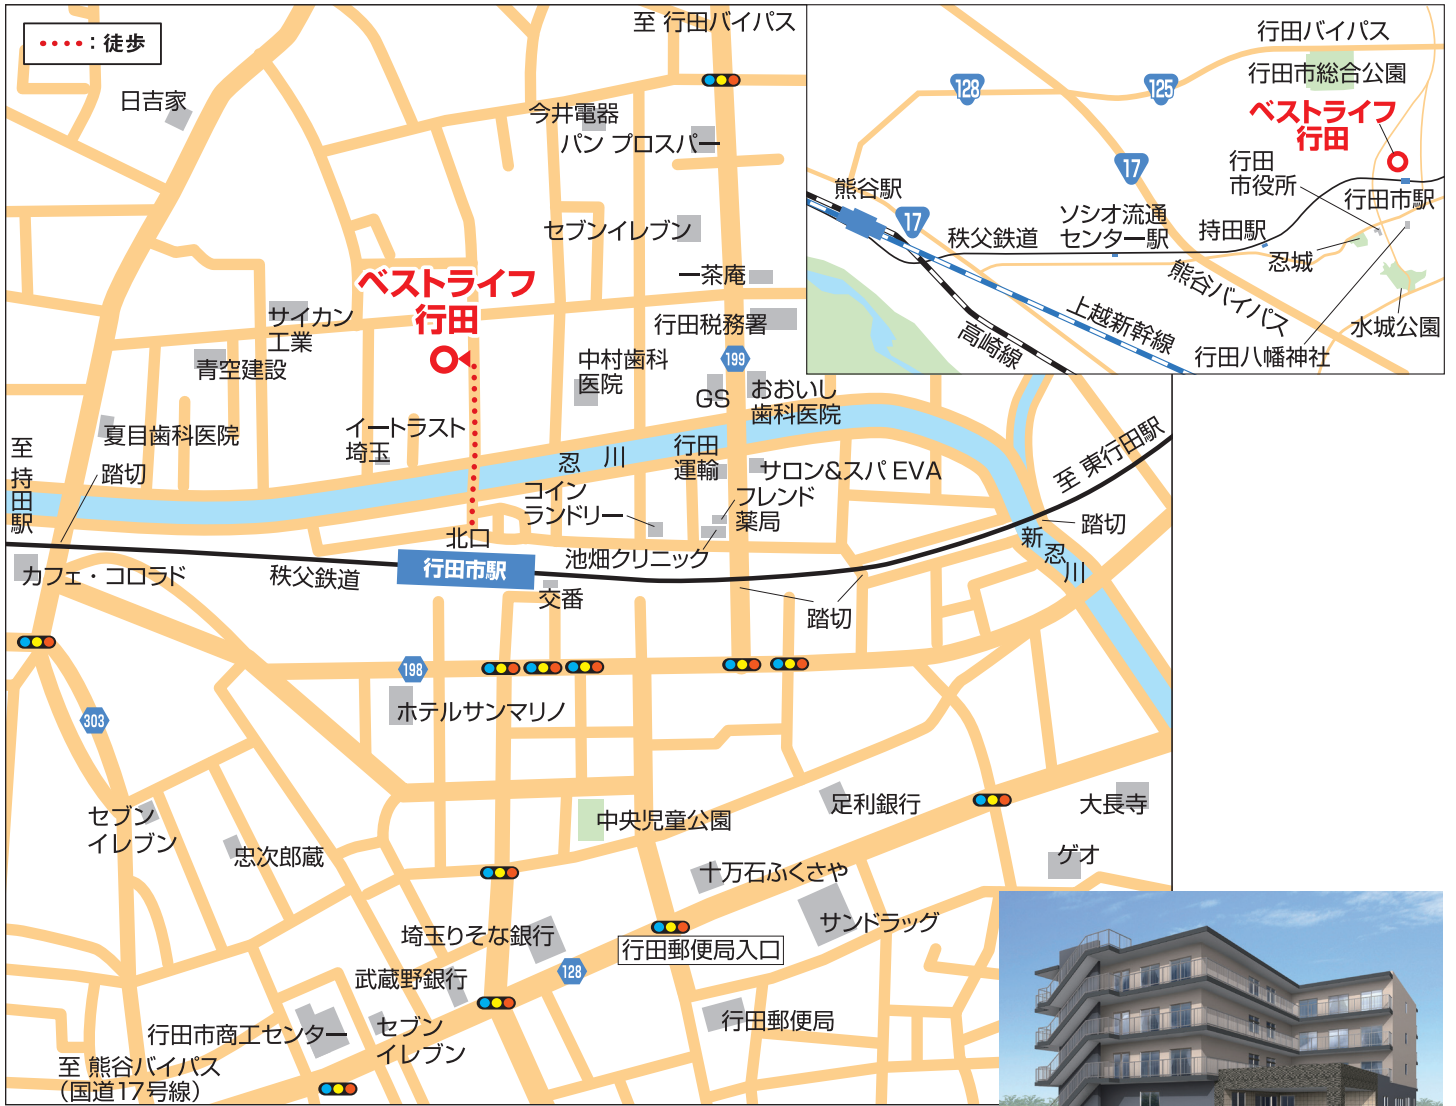 ：徒歩
至 行田バイパス
日吉家
今井電器
パン プロスパー
セブンイレブン
一茶庵
ベストライフ
行田
サイカン
工業
行田税務署
青空建設
中村歯科
医院
199
GS
おおいし
歯科医院
夏目歯科医院
イートラスト
埼玉
至 持田駅
踏切
忍川
行田
運輸
サロン&スパ EVA
至 東行田駅
コイン
ランドリー
フレンド
薬局
踏切
北口
池畑クリニック
新忍川
カフェ・コロラド
秩父鉄道
行田市駅
交番
踏切
198
ホテルサンマリノ
303
セブン
イレブン
忠次郎蔵
中央児童公園
足利銀行
大長寺
ゲオ
十万石ふくさや
サンドラッグ
埼玉りそな銀行
行田郵便局入口
128
武蔵野銀行
行田市商工センター
セブン
イレブン
行田郵便局
至 熊谷バイパス
（国道17号線）
行田バイパス
128
125
行田市総合公園
ベストライフ
行田
17
行田
市役所
熊谷駅
17
行田市駅
秩父鉄道
ソシオ流通
センター駅
持田駅
忍城
熊谷バイパス
上越新幹線
高崎線
水城公園
行田八幡神社